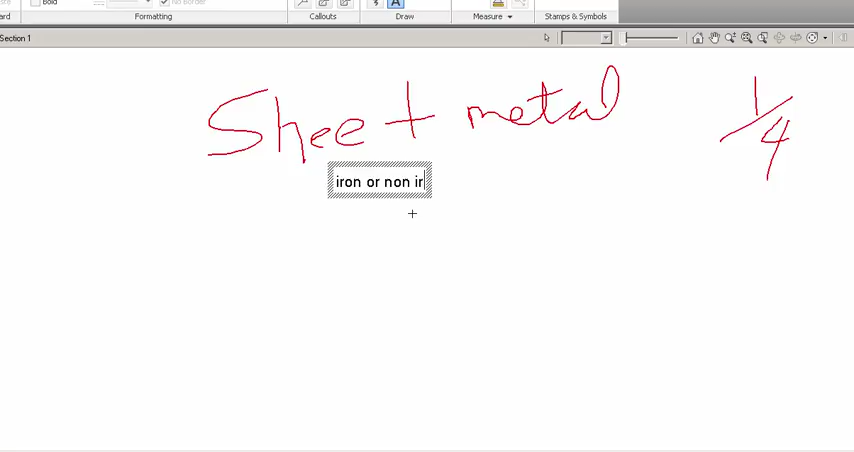 Bold
No Border
Formatting
Callouts
Draw
Measure
Stamps & Symbols
Section 1
Sheet metal 1/4
iron or non ir